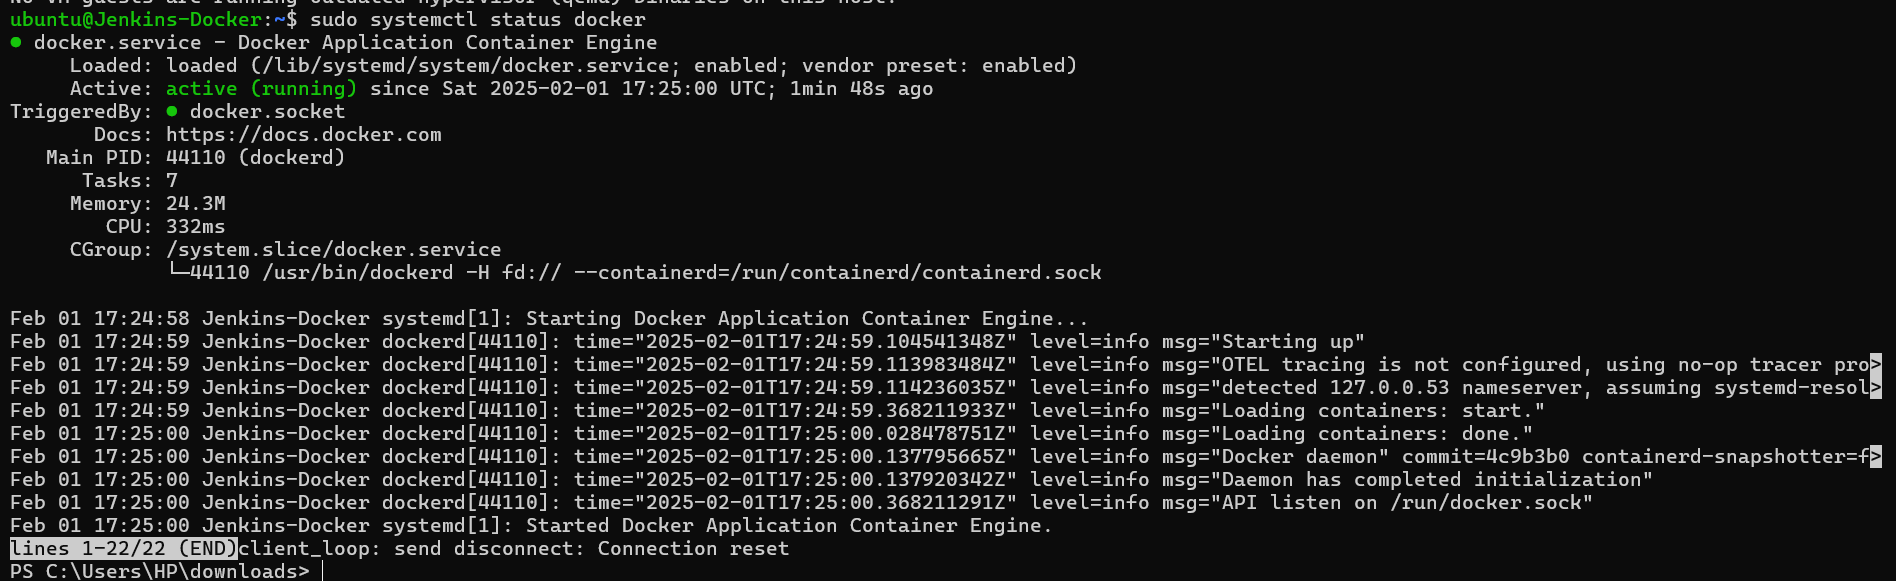 No VM guests are running outdated hypervisor (qemu) binaries on this host.
ubuntu@Jenkins-Docker:~$ sudo systemctl status docker
● docker.service - Docker Application Container Engine
Loaded: loaded (/lib/systemd/system/docker.service; enabled; vendor preset: enabled)
Active: active (running) since Sat 2025-02-01 17:25:00 UTC; 1min 48s ago
TriggeredBy: ● docker.socket
Docs: https://docs.docker.com
Main PID: 44110 (dockerd)
Tasks: 7
Memory: 24.3M
CPU: 332ms
CGroup: /system.slice/docker.service
└─44110 /usr/bin/dockerd -H fd:// --containerd=/run/containerd/containerd.sock
Feb 01 17:24:58 Jenkins-Docker systemd[1]: Starting Docker Application Container Engine...
Feb 01 17:24:59 Jenkins-Docker dockerd[44110]: time="2025-02-01T17:24:59.104541348Z" level=info msg="Starting up"
Feb 01 17:24:59 Jenkins-Docker dockerd[44110]: time="2025-02-01T17:24:59.113983484Z" level=info msg="OTEL tracing is not configured, using no-op tracer pro>
Feb 01 17:24:59 Jenkins-Docker dockerd[44110]: time="2025-02-01T17:24:59.114236035Z" level=info msg="detected 127.0.0.53 nameserver, assuming systemd-resol>
Feb 01 17:24:59 Jenkins-Docker dockerd[44110]: time="2025-02-01T17:24:59.368211933Z" level=info msg="Loading containers: start."
Feb 01 17:25:00 Jenkins-Docker dockerd[44110]: time="2025-02-01T17:25:00.028478751Z" level=info msg="Loading containers: done."
Feb 01 17:25:00 Jenkins-Docker dockerd[44110]: time="2025-02-01T17:25:00.137795665Z" level=info msg="Docker daemon" commit=4c9b3b0 containerd-snapshotter=f>
Feb 01 17:25:00 Jenkins-Docker dockerd[44110]: time="2025-02-01T17:25:00.137920342Z" level=info msg="Daemon has completed initialization"
Feb 01 17:25:00 Jenkins-Docker dockerd[44110]: time="2025-02-01T17:25:00.368211291Z" level=info msg="API listen on /run/docker.sock"
Feb 01 17:25:00 Jenkins-Docker systemd[1]: Started Docker Application Container Engine.
lines 1-22/22 (END)client_loop: send disconnect: Connection reset
PS C:\Users\HP\downloads>